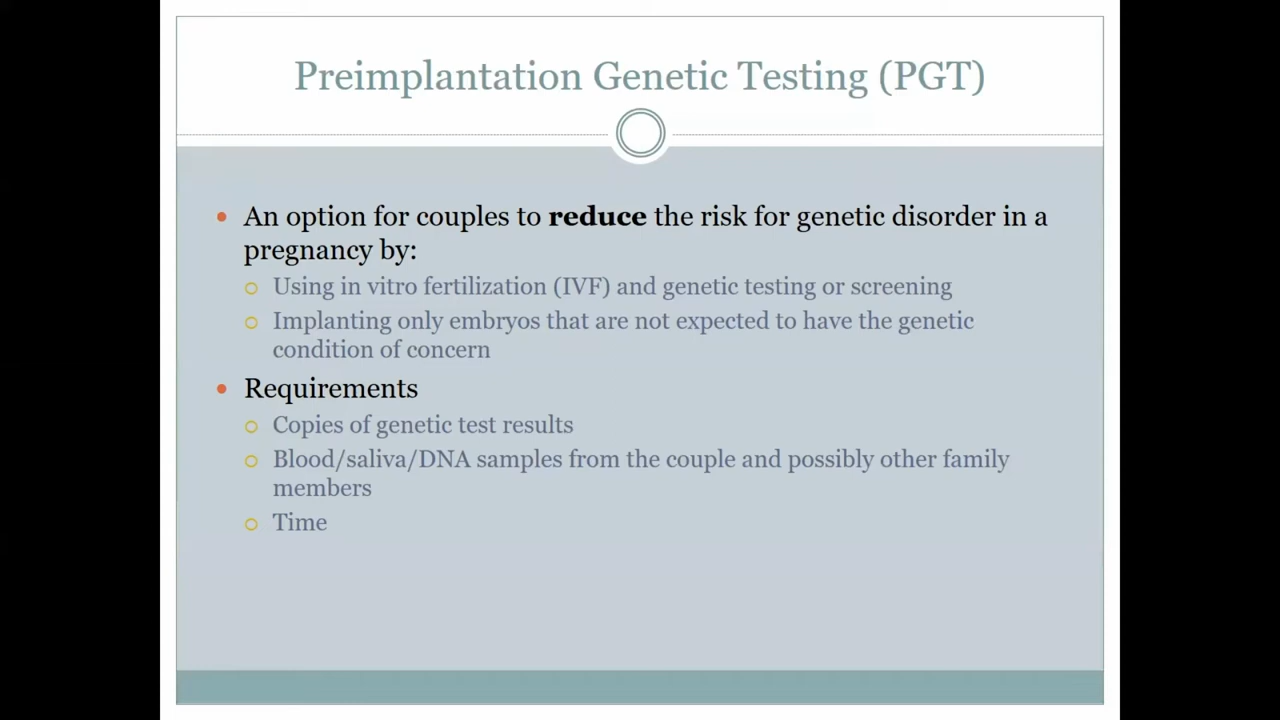 Preimplantation Genetic Testing (PGT)
An option for couples to reduce the risk for genetic disorder in a
pregnancy by:
Using in vitro fertilization (IVF) and genetic testing or screening
Implanting only embryos that are not expected to have the genetic
condition of concern
Requirements
Copies of genetic test results
Blood/saliva/DNA samples from the couple and possibly other family
members
Time